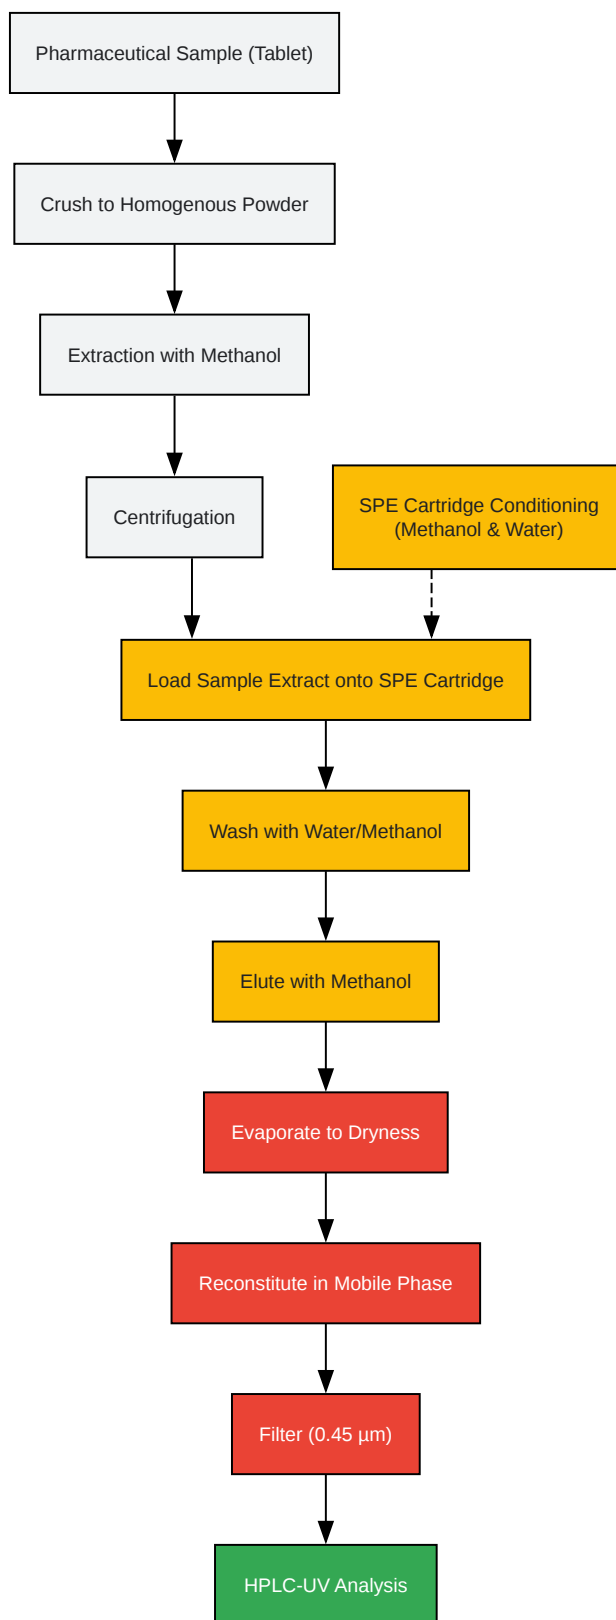 Pharmaceutical Sample (Tablet)
Crush to Homogenous Powder
Extraction with Methanol
Centrifugation
SPE Cartridge Conditioning
(Methanol & Water)
Load Sample Extract onto SPE Cartridge
Wash with Water/Methanol
Elute with Methanol
Evaporate to Dryness
Reconstitute in Mobile Phase
Filter (0.45 µm)
HPLC-UV Analysis